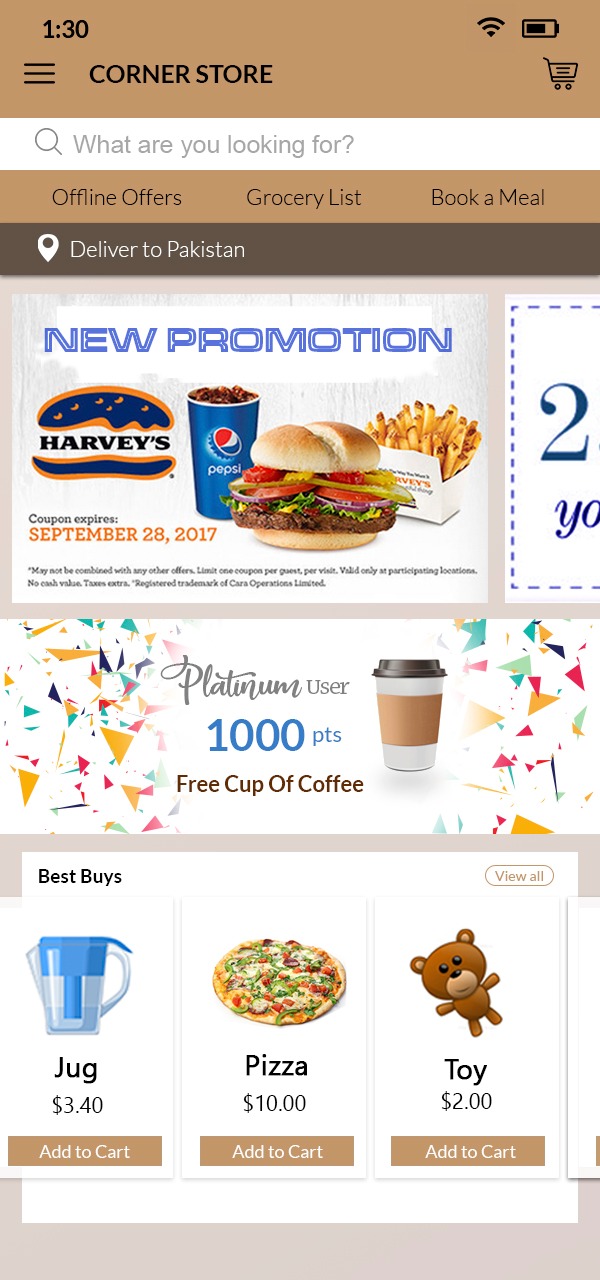 1:30
CORNER STORE
What are you looking for?
Offline Offers Grocery List Book a Meal
Deliver to Pakistan
NEW PROMOTION
HARVEY'S
pepsi
Coupon expires:
SEPTEMBER 28, 2017
*May not be combined with any other offers. Limit one coupon per guest, per visit. Valid only at participating locations.
No cash value. Taxes extra. ®Registered trademark of Cara Operations Limited.
2
yo
Platinum User
1000 pts
Free Cup Of Coffee
Best Buys
View all
Jug Pizza Toy
$3.40 $10.00 $2.00
Add to Cart Add to Cart Add to Cart